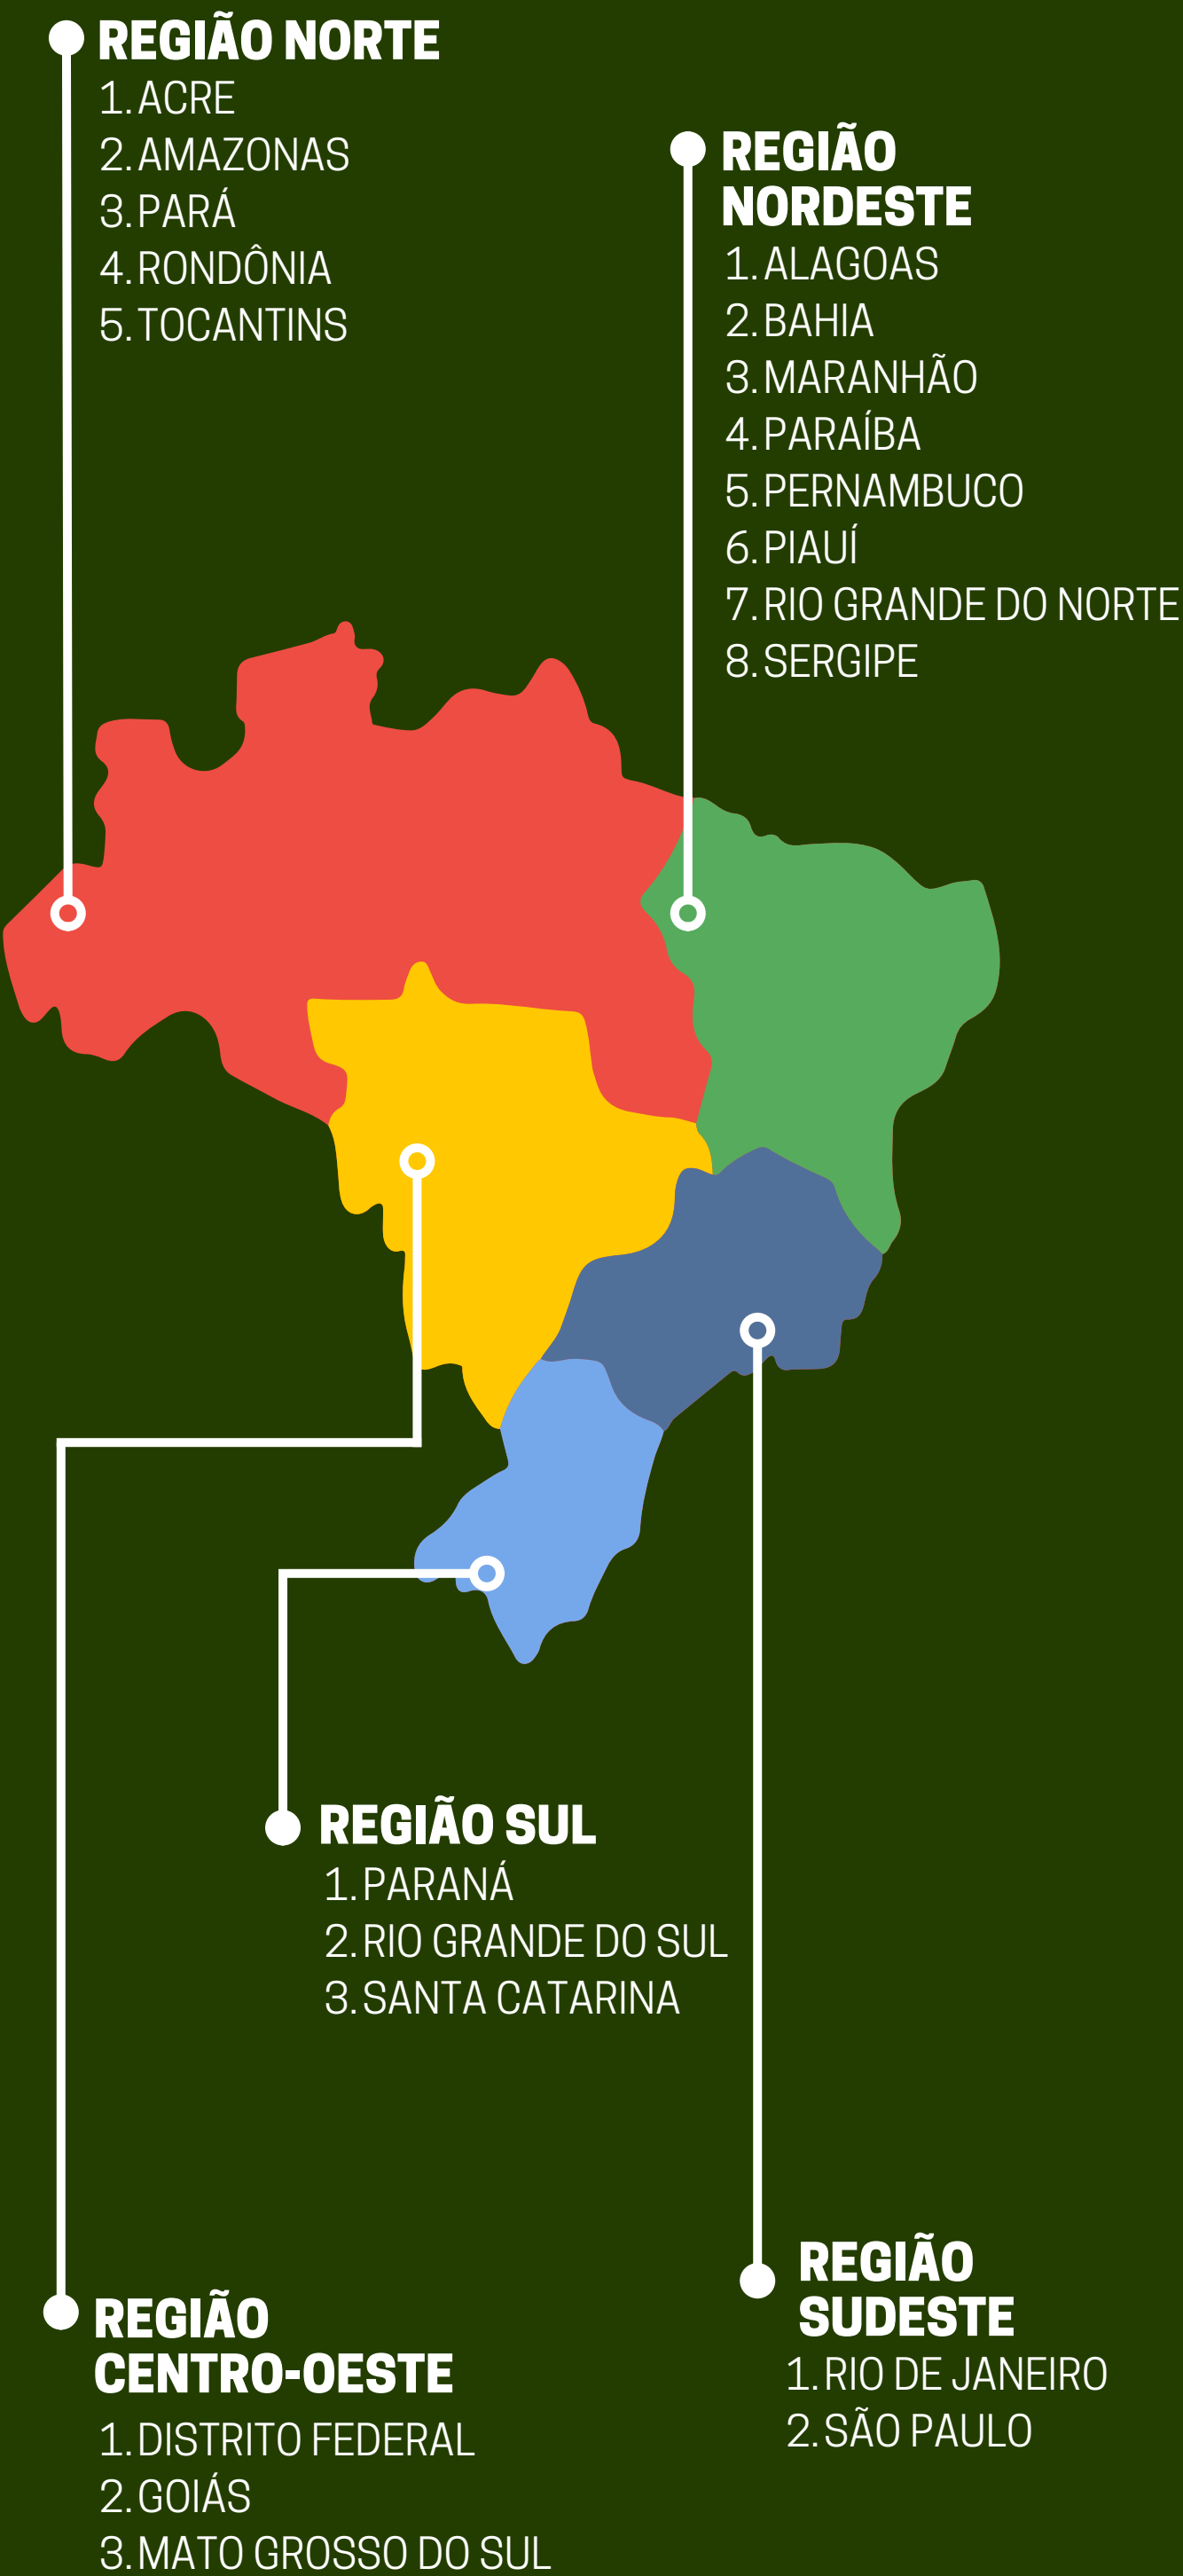 REGIÃO NORTE
1. ACRE
2. AMAZONAS
3. PARÁ
4. RONDÔNIA
5. TOCANTINS
REGIÃO
NORDESTE
1. ALAGOAS
2. BAHIA
3. MARANHÃO
4. PARAÍBA
5. PERNAMBUCO
6. PIAUÍ
7. RIO GRANDE DO NORTE
8. SERGIPE
REGIÃO SUL
1. PARANÁ
2. RIO GRANDE DO SUL
3. SANTA CATARINA
REGIÃO
CENTRO-OESTE
1. DISTRITO FEDERAL
2. GOIÁS
3. MATO GROSSO DO SUL
REGIÃO
SUDESTE
1. RIO DE JANEIRO
2. SÃO PAULO